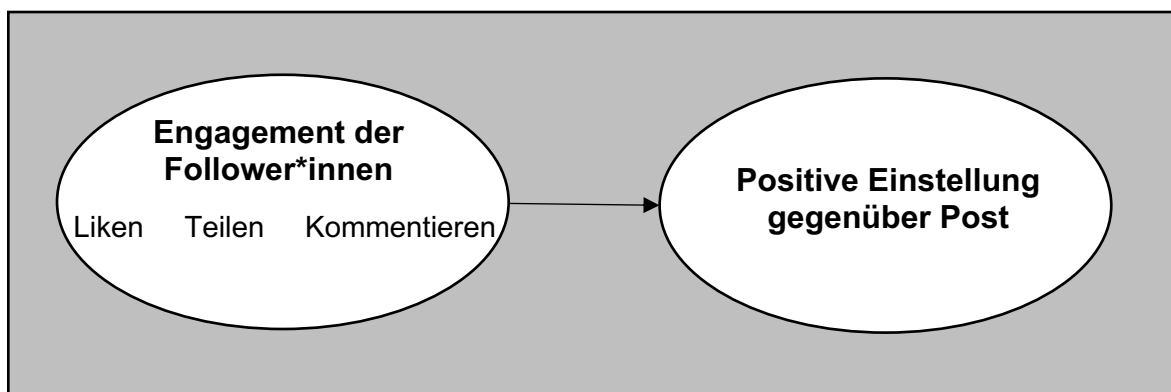 Engagement der
Follower*innen
Liken Teilen Kommentieren
Positive Einstellung
gegenüber Post